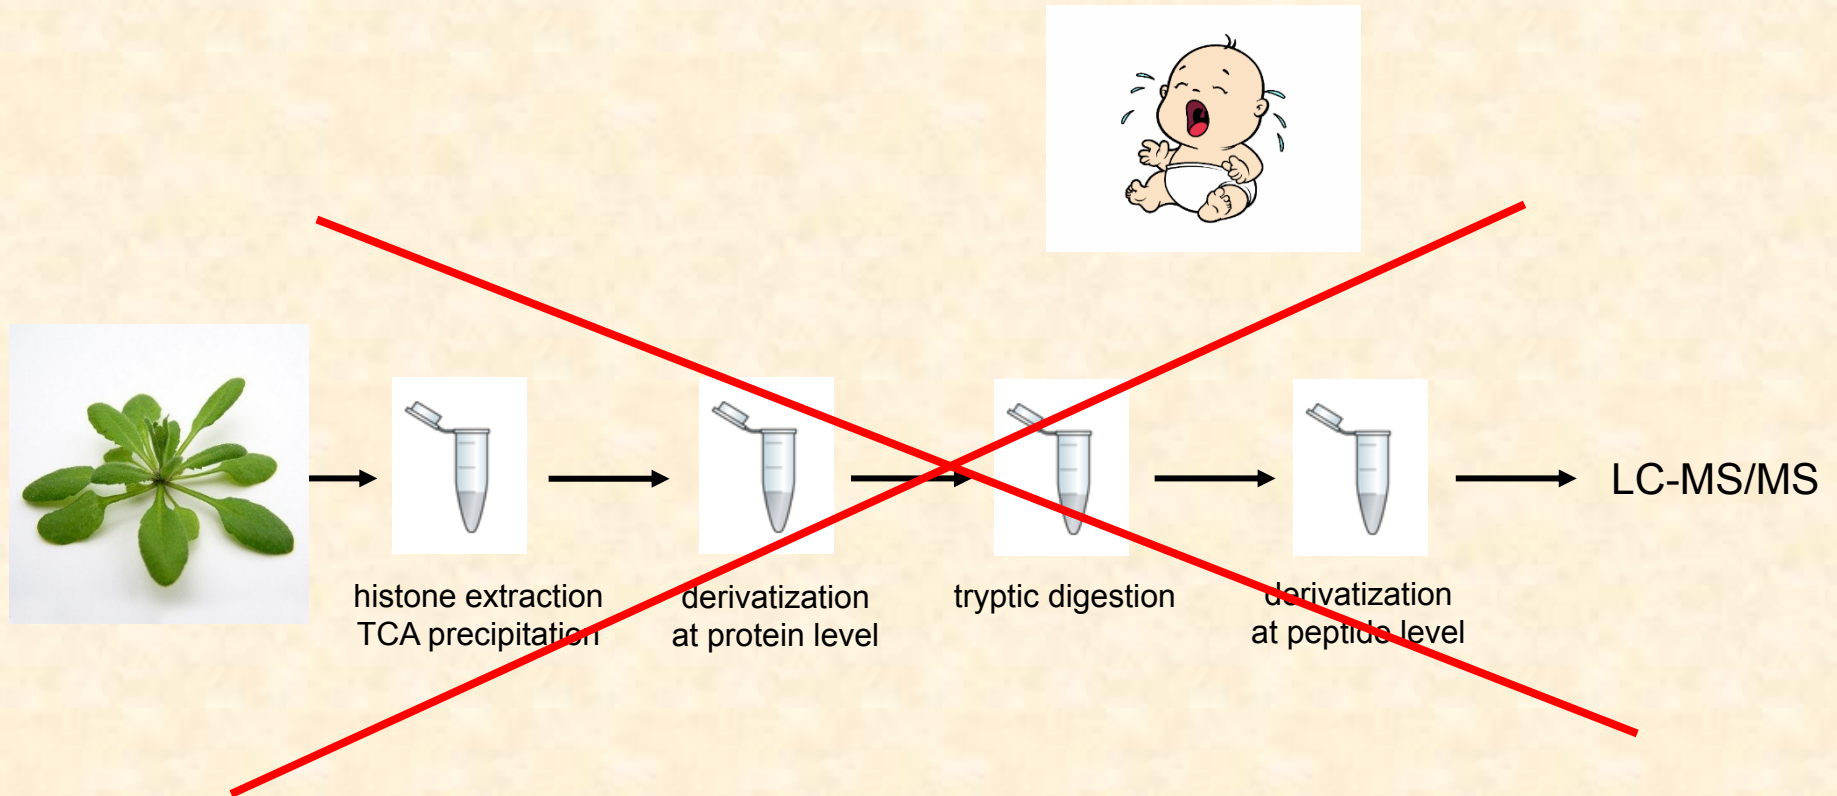 LC-MS/MS
histone extraction
TCA precipitation
derivatization
at protein level
tryptic digestion
derivatization
at peptide level